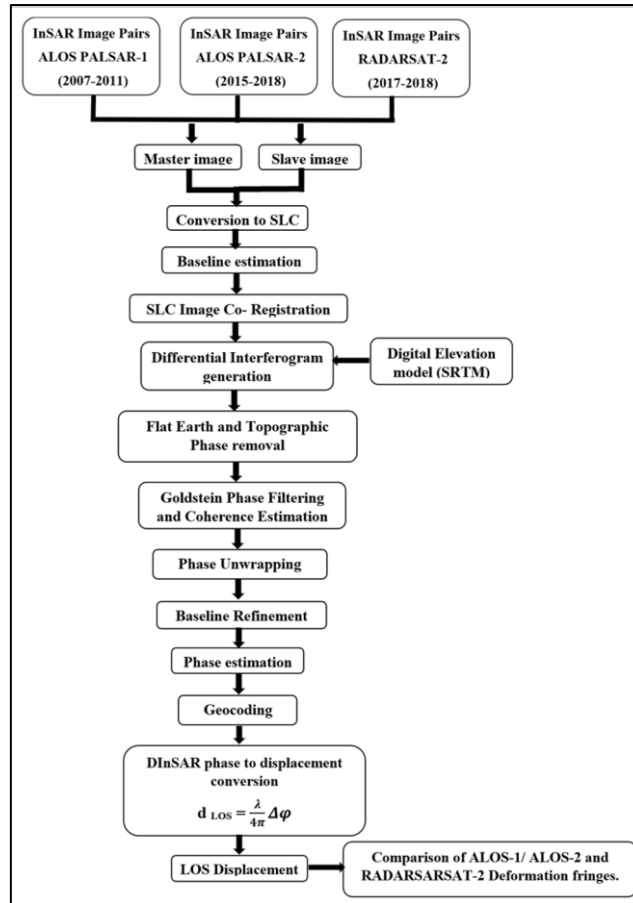 InSAR Image Pairs
ALOS PALSAR-1
(2007-2011)
InSAR Image Pairs
ALOS PALSAR-2
(2015-2018)
InSAR Image Pairs
RADARSAT-2
(2017-2018)
Master image
Slave image
Conversion to SLC
Baseline estimation
SLC Image Co- Registration
Differential Interferogram
generation
Digital Elevation
model (SRTM)
Flat Earth and Topographic
Phase removal
Goldstein Phase Filtering
and Coherence Estimation
Phase Unwrapping
Baseline Refinement
Phase estimation
Geocoding
DInSAR phase to displacement
conversion
d LOS = λ/4π Δφ
LOS Displacement
Comparison of ALOS-1/ ALOS-2 and
RADARSARSAT-2 Deformation fringes.